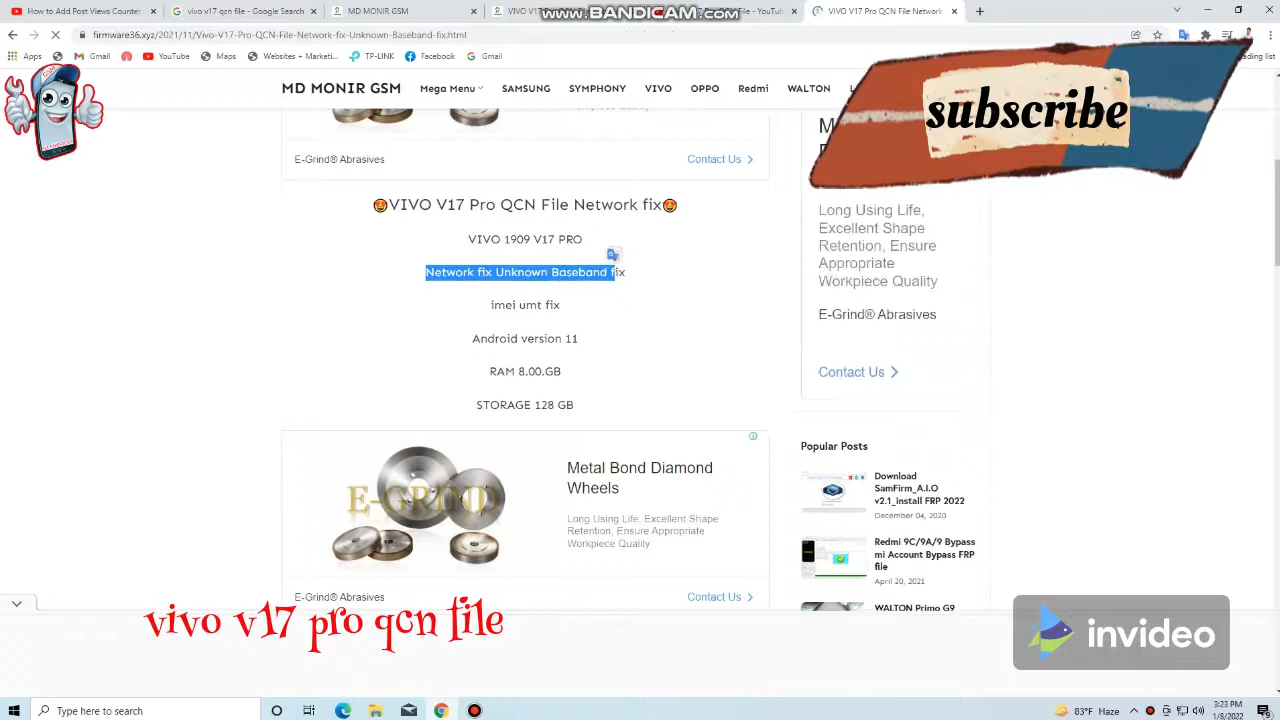 How to Add Post Views Counter
vivo v17 qcn file - Google Search
MD MONIR GSM
www.BANDICAM.com
VIVO V17 Pro QCN File Network
firmware36.xyz/2021/11/Vivo-V17-Pro-QCN-File-Network-fix-Unknown-Baseband-fix.html
Apps
Gmail
YouTube
Maps
Websites - Marketi...
TP-LINK
Facebook
Gmail
ding list
MD MONIR GSM
Mega Menu
SAMSUNG
SYMPHONY
VIVO
OPPO
Redmi
WALTON
subscribe
E-Grind® Abrasives
Contact Us
VIVO V17 Pro QCN File Network fix
VIVO 1909 V17 PRO
Network fix Unknown Baseband fix
imei umt fix
Android version 11
RAM 8.00.GB
STORAGE 128 GB
Long Using Life,
Excellent Shape
Retention, Ensure
Appropriate
Workpiece Quality
E-Grind® Abrasives
Contact Us
E-GRIND
Metal Bond Diamond
Wheels
Long Using Life, Excellent Shape
Retention, Ensure Appropriate
Workpiece Quality
E-Grind® Abrasives
Contact Us
Popular Posts
Download
SamFirm_A.I.O
v2.1_install FRP 2022
December 04, 2020
Redmi 9C/9A/9 Bypass
mi Account Bypass FRP
file
April 20, 2021
WALTON Primo G9
vivo v17 pro qcn file
invideo
Type here to search
83°F Haze
3:23 PM
1/8/2022